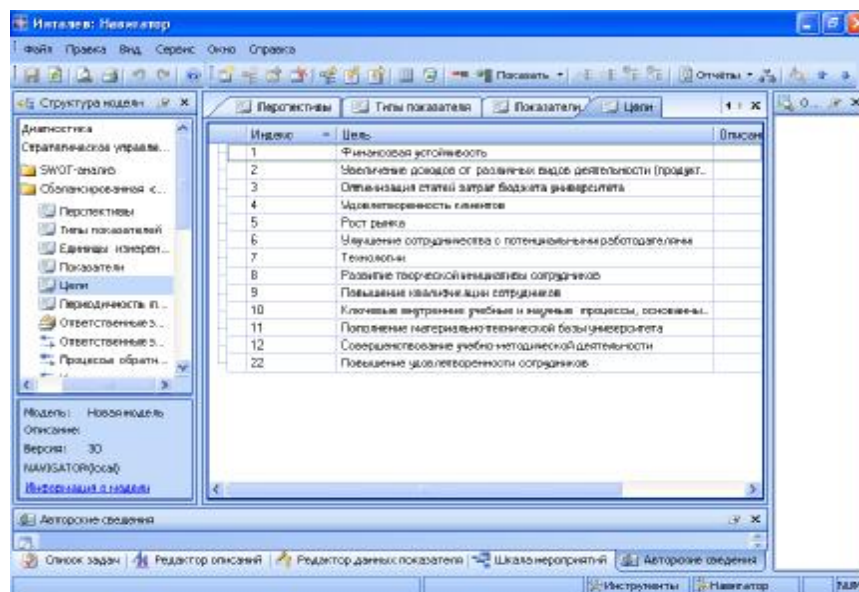 Инталев: Навигатор
Файл Правка Вид Сервис Окно Справка
Показать
Отчёты
Структура модели
Перспективы
Типы показателя
Показатели
Цели
О...
Диагностика
Стратегическое управле...
SWOT-анализ
Сбалансированная с...
Перспективы
Типы показателей
Единицы измерен...
Показатели
Цели
Периодичность п...
Ответственные з...
Ответственные з...
Процессы обратн...
Индекс Цель Описан
1 Финансовая устойчивость
2 Увеличение доходов от различных видов деятельности (продукт...
3 Оптимизация статей затрат бюджета университета
4 Удовлетворенность клиентов
5 Рост рынка
6 Улучшение сотрудничества с потенциальными работодателями
7 Технологии
8 Развитие творческой инициативы сотрудников
9 Повышение квалификации сотрудников
10 Ключевые внутренние учебные и научные процессы, основанны...
11 Пополнение материально-технической базы университета
12 Совершенствование учебно-методической деятельности
22 Повышение удовлетворенности сотрудников
Модель: Новая модель
Описание:
Версия: 30
NAVIGATOR(local)
Информация о модели
Авторские сведения
Список задач
Редактор описаний
Редактор данных показателя
Шкала мероприятий
Авторские сведения
Инструменты
Навигатор
NUM